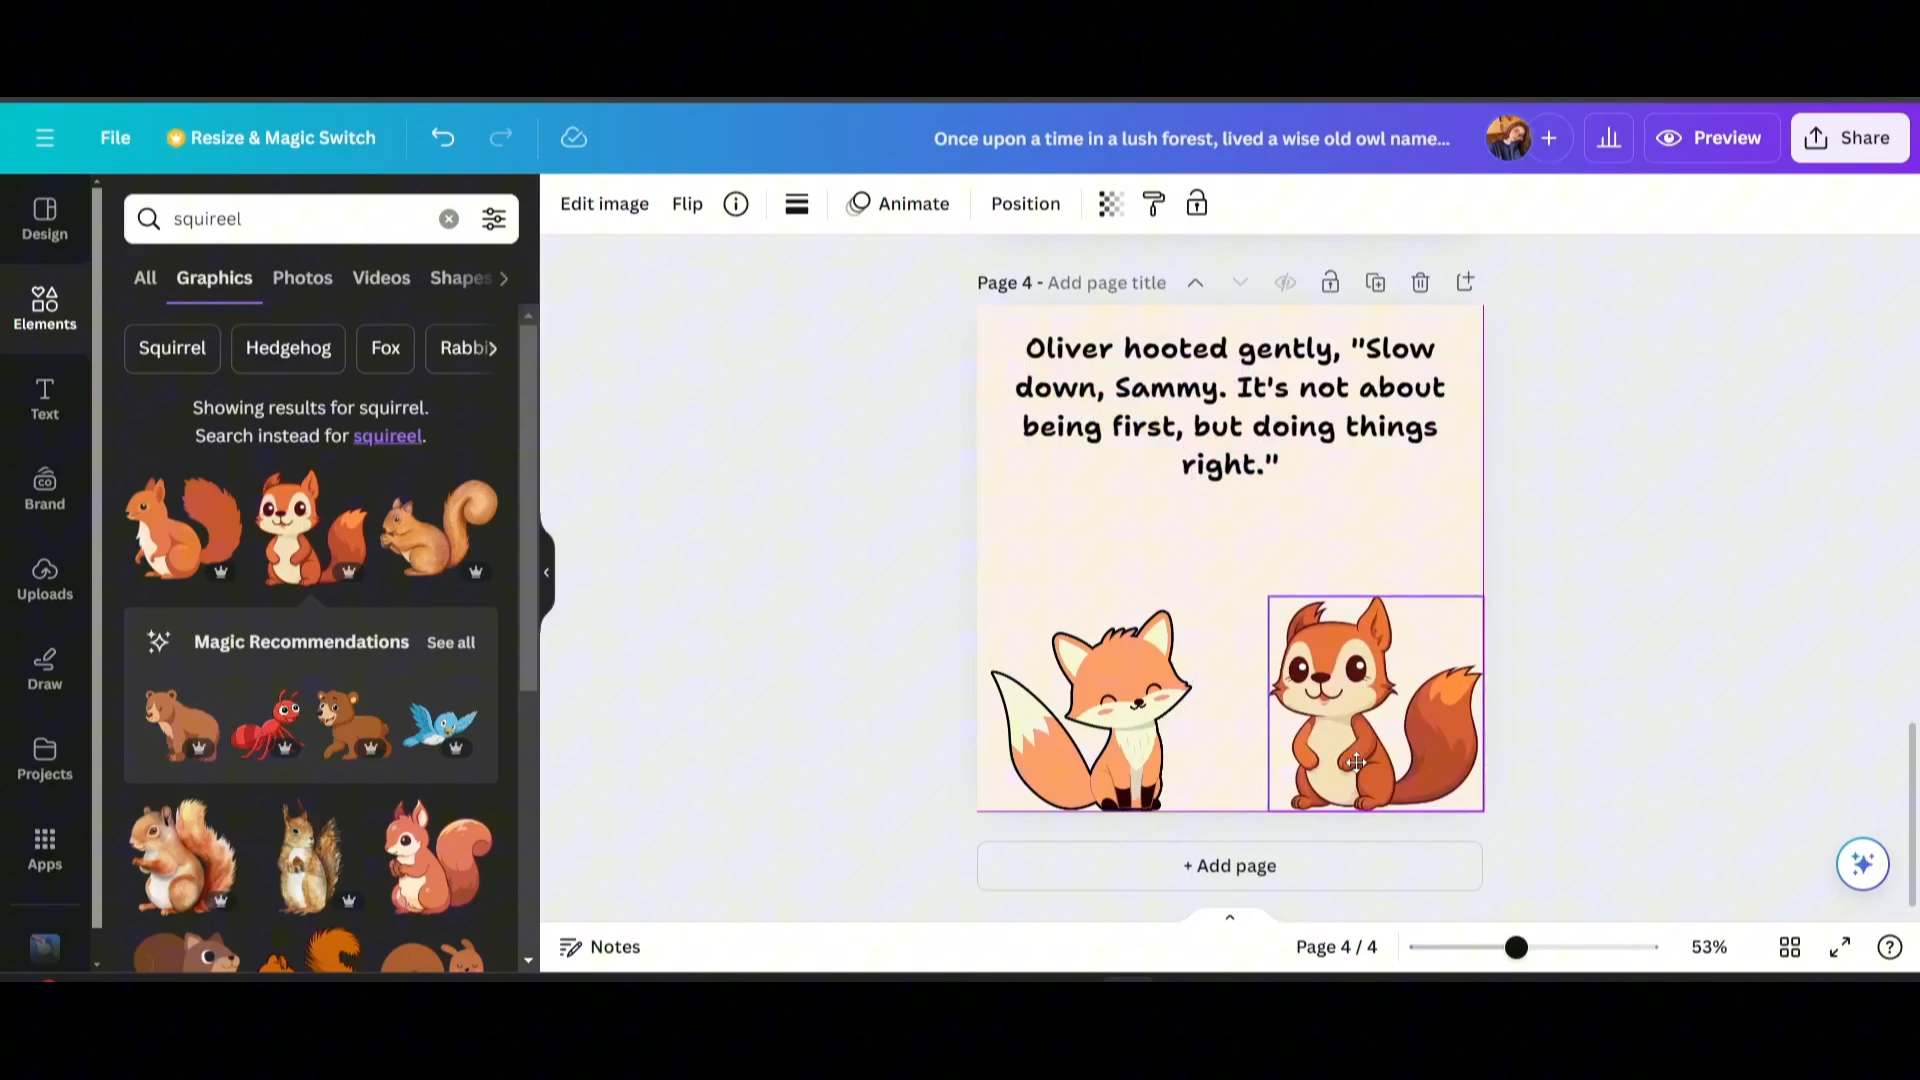 File
Resize & Magic Switch
Once upon a time in a lush forest, lived a wise old owl name...
Preview
Share
Design
Elements
Text
Brand
Uploads
Draw
Projects
Apps
squireel
All Graphics Photos Videos Shapes
Squirrel Hedgehog Fox Rabbi
Showing results for squirrel.
Search instead for squireel.
Magic Recommendations See all
Edit image Flip Animate Position
Page 4 - Add page title
Oliver hooted gently, "Slow
down, Sammy. It's not about
being first, but doing things
right."
+ Add page
Notes
Page 4 / 4
53%